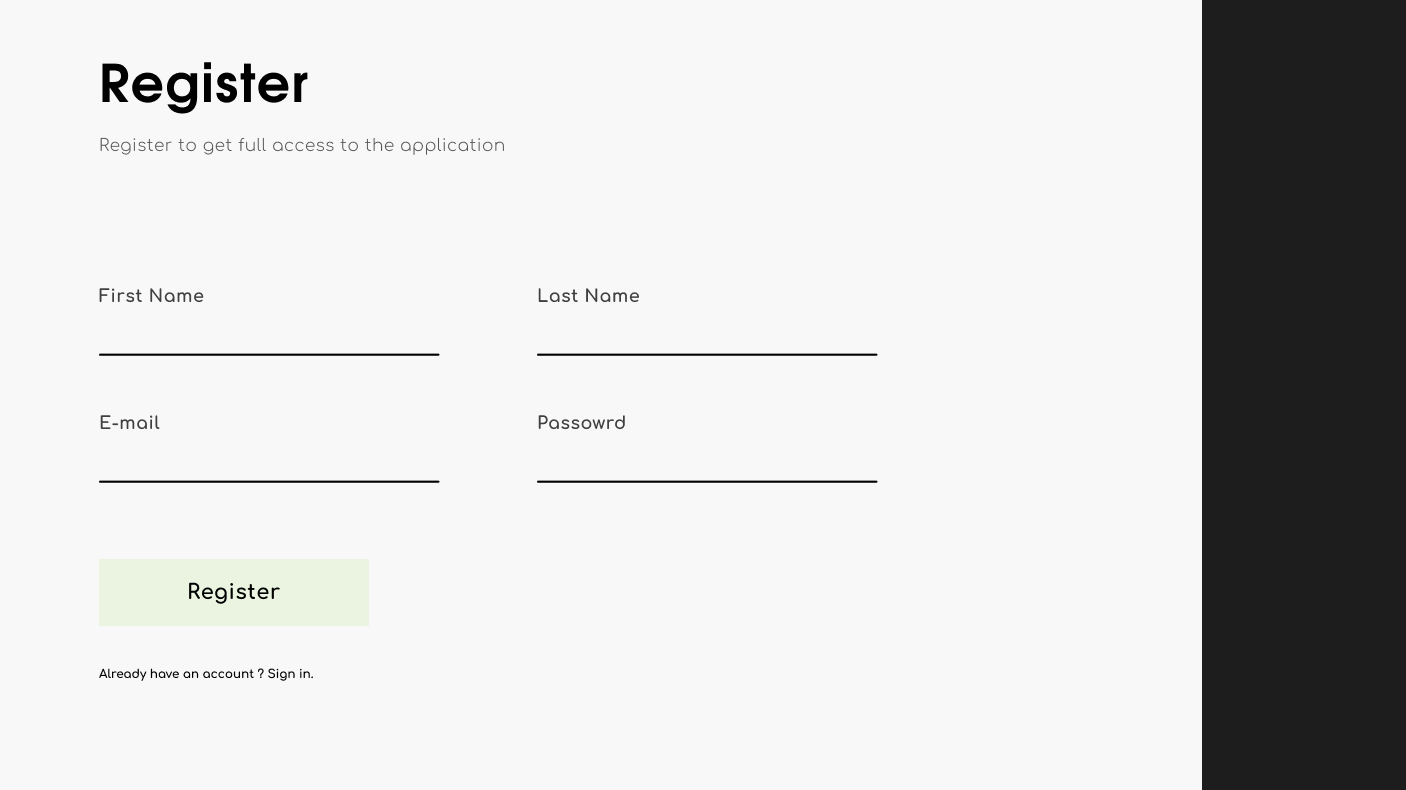 Register
Register to get full access to the application
First Name
Last Name
E-mail
Passowrd
Register
Already have an account ? Sign in.